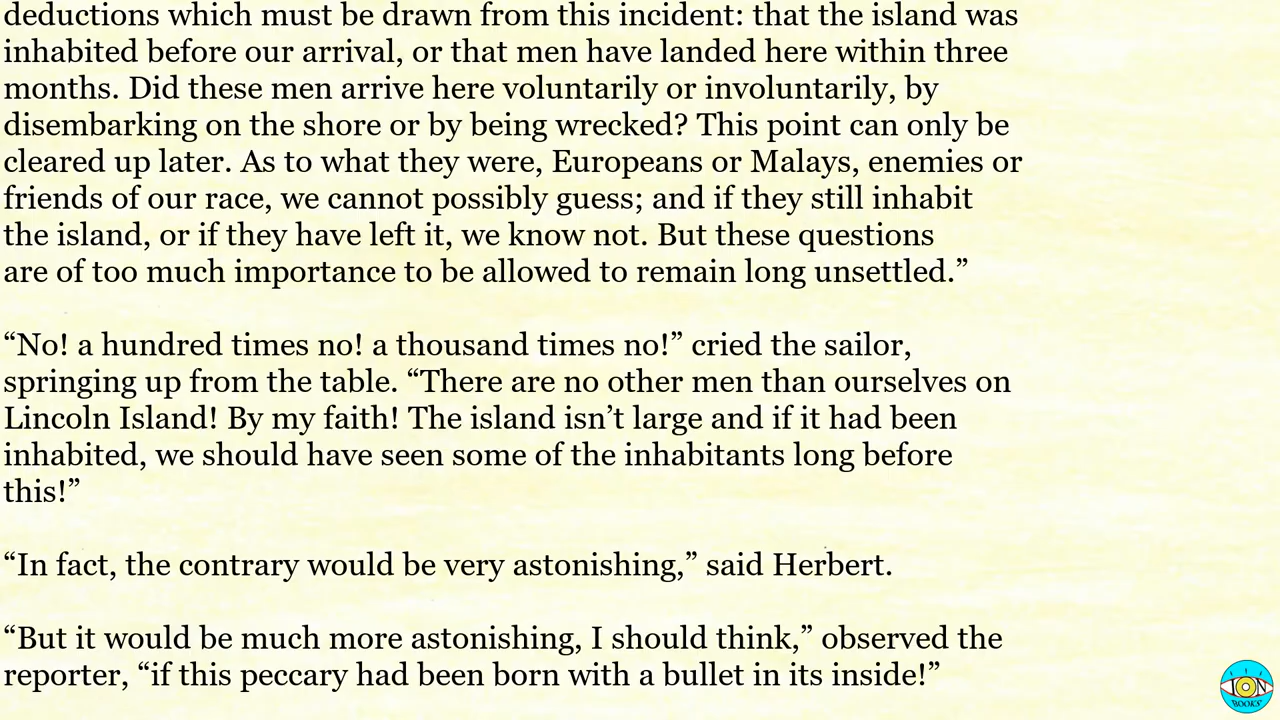 deductions which must be drawn from this incident: that the island was
inhabited before our arrival, or that men have landed here within three
months. Did these men arrive here voluntarily or involuntarily, by
disembarking on the shore or by being wrecked? This point can only be
cleared up later. As to what they were, Europeans or Malays, enemies or
friends of our race, we cannot possibly guess; and if they still inhabit
the island, or if they have left it, we know not. But these questions
are of too much importance to be allowed to remain long unsettled.”
“No! a hundred times no! a thousand times no!” cried the sailor,
springing up from the table. “There are no other men than ourselves on
Lincoln Island! By my faith! The island isn’t large and if it had been
inhabited, we should have seen some of the inhabitants long before
this!”
“In fact, the contrary would be very astonishing,” said Herbert.
“But it would be much more astonishing, I should think,” observed the
reporter, “if this peccary had been born with a bullet in its inside!”
ION
BOOKS